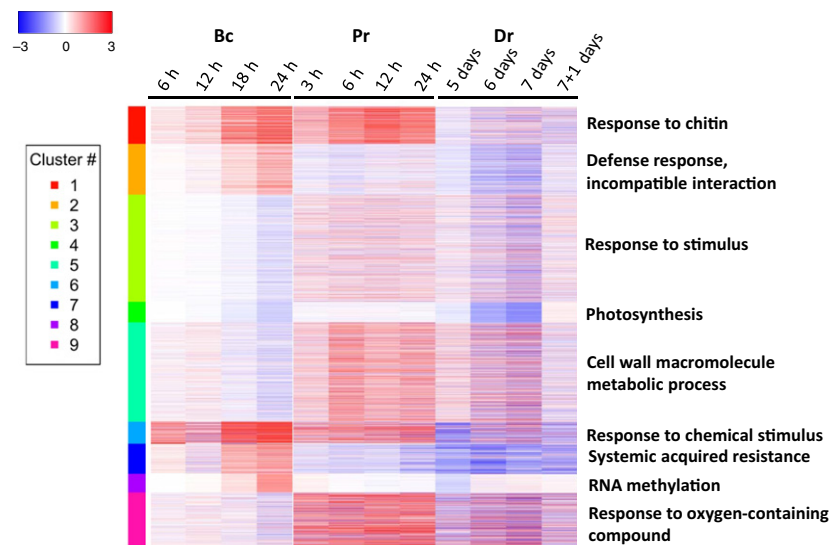 −3 0 3
Bc Pr Dr
6 h 12 h 18 h 24 h 3 h 6 h 12 h 24 h 5 days 6 days 7 days 7+1 days
Cluster #
1
2
3
4
5
6
7
8
9
Response to chitin
Defense response,
incompatible interaction
Response to stimulus
Photosynthesis
Cell wall macromolecule
metabolic process
Response to chemical stimulus
Systemic acquired resistance
RNA methylation
Response to oxygen-containing
compound